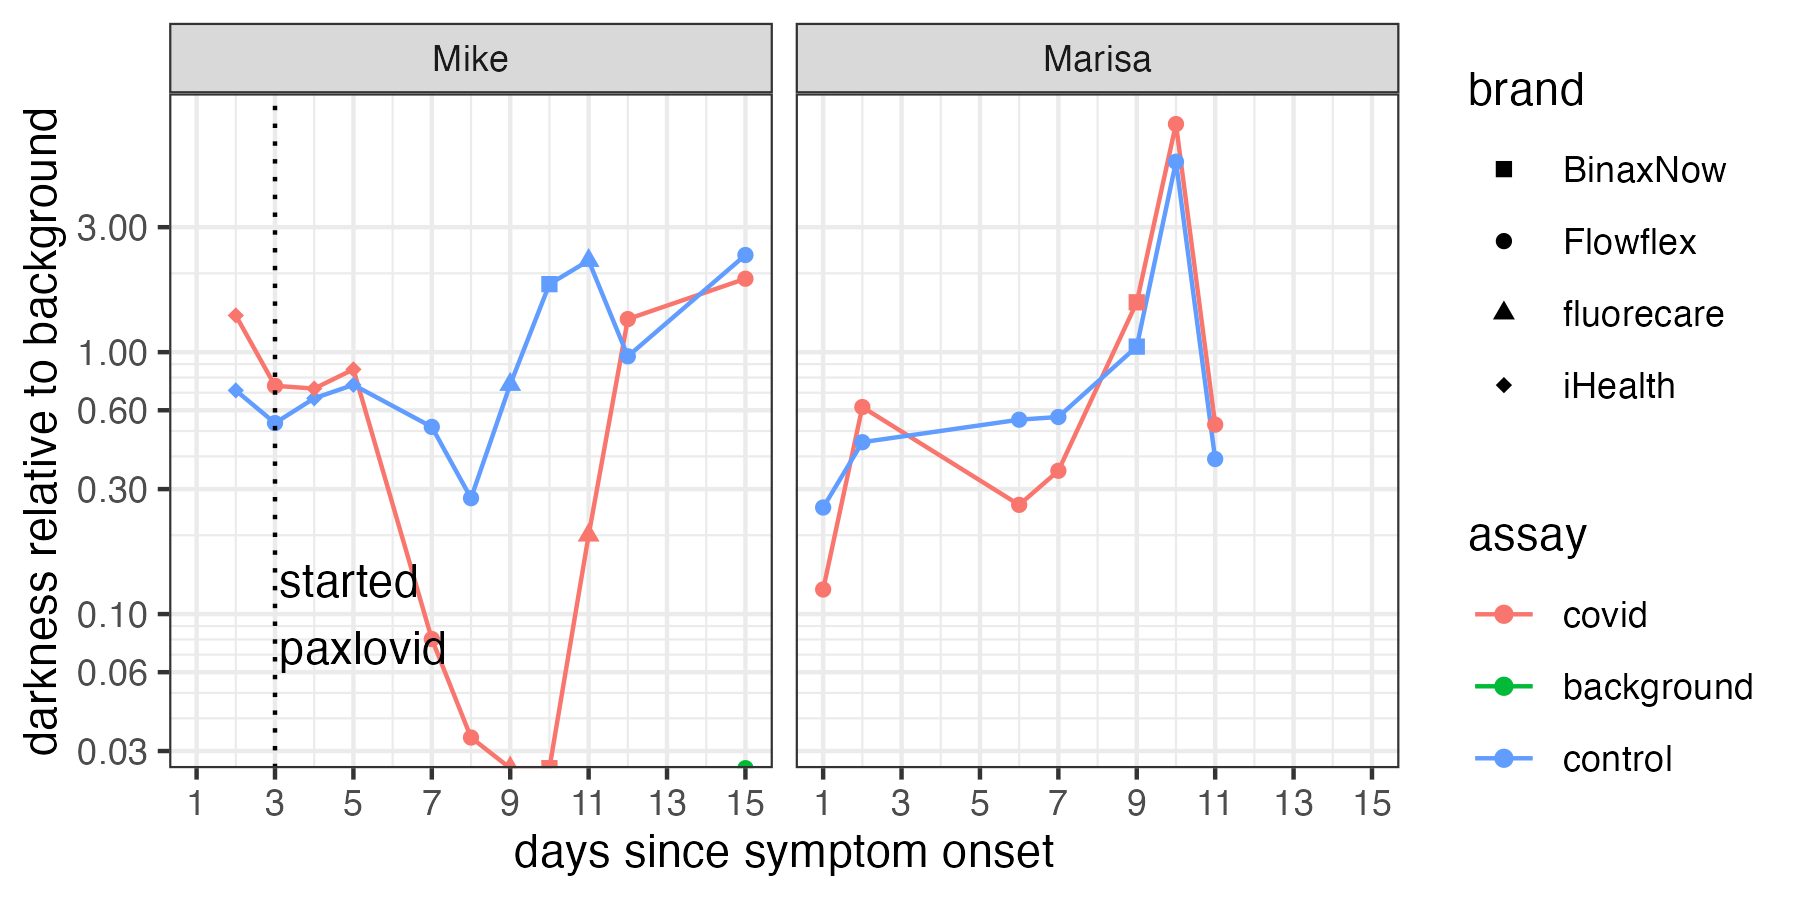 Mike
Marisa
darkness relative to background
3.00
1.00
0.60
0.30
0.10
0.06
0.03
started
paxlovid
1 3 5 7 9 11 13 15
1 3 5 7 9 11 13 15
days since symptom onset
brand
BinaxNow
Flowflex
fluorecare
iHealth
assay
covid
background
control